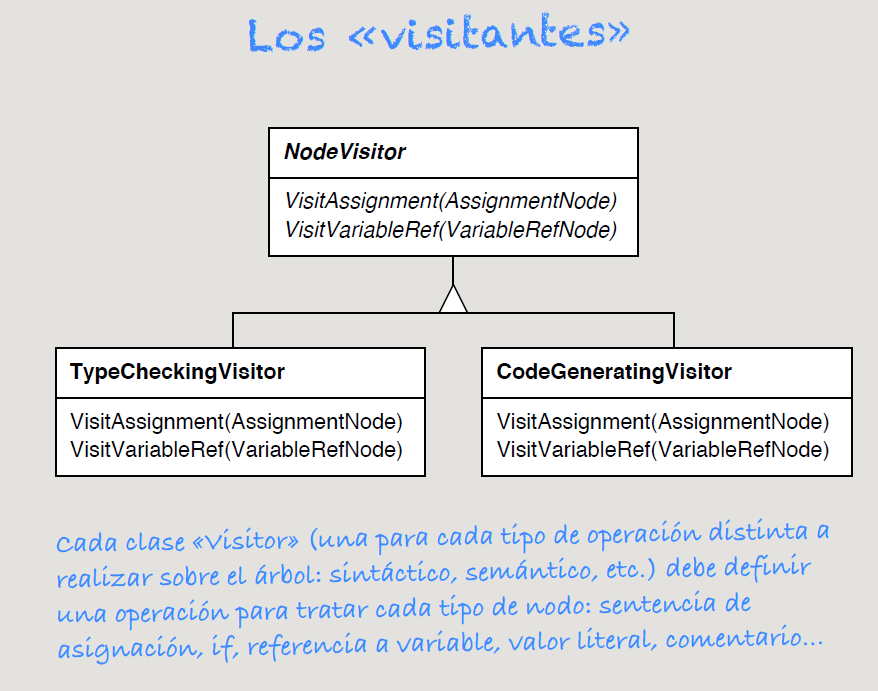 Los «visitantes»
NodeVisitor
VisitAssignment(AssignmentNode)
VisitVariableRef(VariableRefNode)
TypeCheckingVisitor
VisitAssignment(AssignmentNode)
VisitVariableRef(VariableRefNode)
CodeGeneratingVisitor
VisitAssignment(AssignmentNode)
VisitVariableRef(VariableRefNode)
Cada clase «Visitor» (una para cada tipo de operación distinta a
realizar sobre el árbol: sintáctico, semántico, etc.) debe definir
una operación para tratar cada tipo de nodo: sentencia de
asignación, if, referencia a variable, valor literal, comentario...